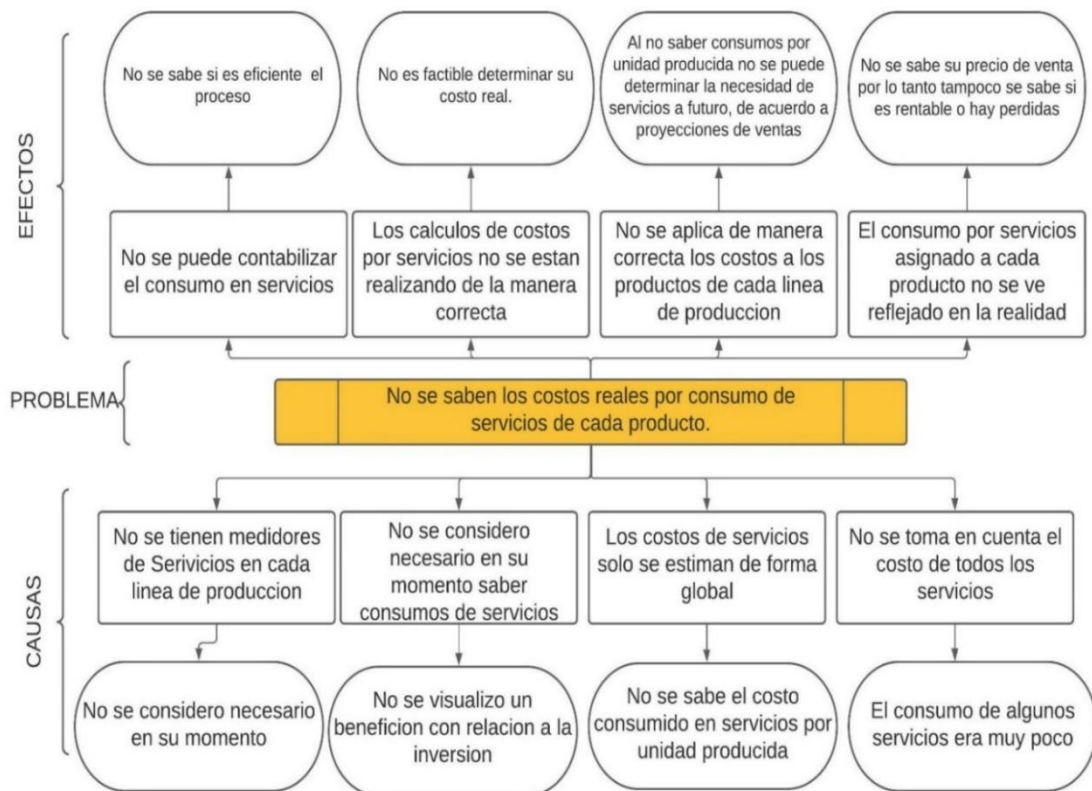 EFECTOS
No se sabe si es eficiente el
proceso
No es factible determinar su
costo real.
Al no saber consumos por
unidad producida no se puede
determinar la necesidad de
servicios a futuro, de acuerdo a
proyecciones de ventas
No se sabe su precio de venta
por lo tanto tampoco se sabe si
es rentable o hay perdidas
No se puede contabilizar
el consumo en servicios
Los calculos de costos
por servicios no se estan
realizando de la manera
correcta
No se aplica de manera
correcta los costos a los
productos de cada linea
de produccion
El consumo por servicios
asignado a cada
producto no se ve
reflejado en la realidad
PROBLEMA
No se saben los costos reales por consumo de
servicios de cada producto.
CAUSAS
No se tienen medidores
de Serivicios en cada
linea de produccion
No se considero
necesario en su
momento saber
consumos de servicios
Los costos de servicios
solo se estiman de forma
global
No se toma en cuenta el
costo de todos los
servicios
No se considero necesario
en su momento
No se visualizo un
beneficion con relacion a la
inversion
No se sabe el costo
consumido en servicios por
unidad producida
El consumo de algunos
servicios era muy poco